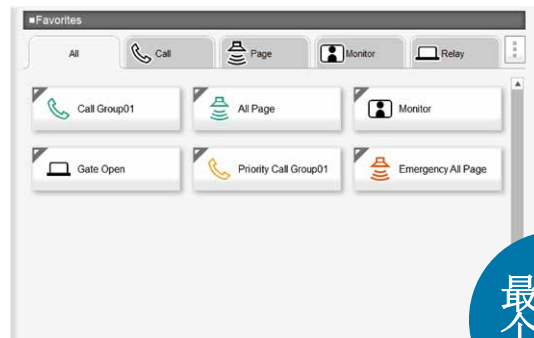 ■Favorites
All Call Page Monitor Relay
Call Group01 All Page Monitor
Gate Open Priority Call Group01 Emergency All Page
最